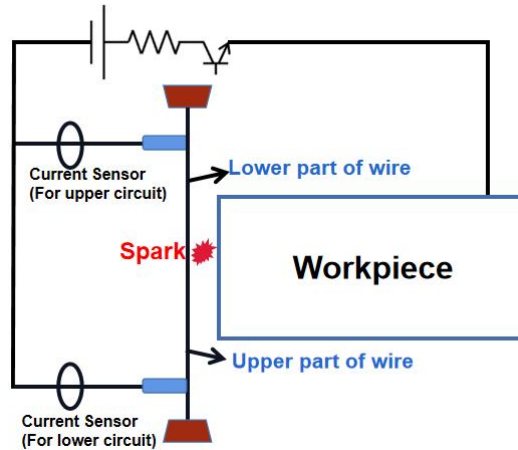 Current Sensor
(For upper circuit)
Lower part of wire
Spark
Workpiece
Upper part of wire
Current Sensor
(For lower circuit)